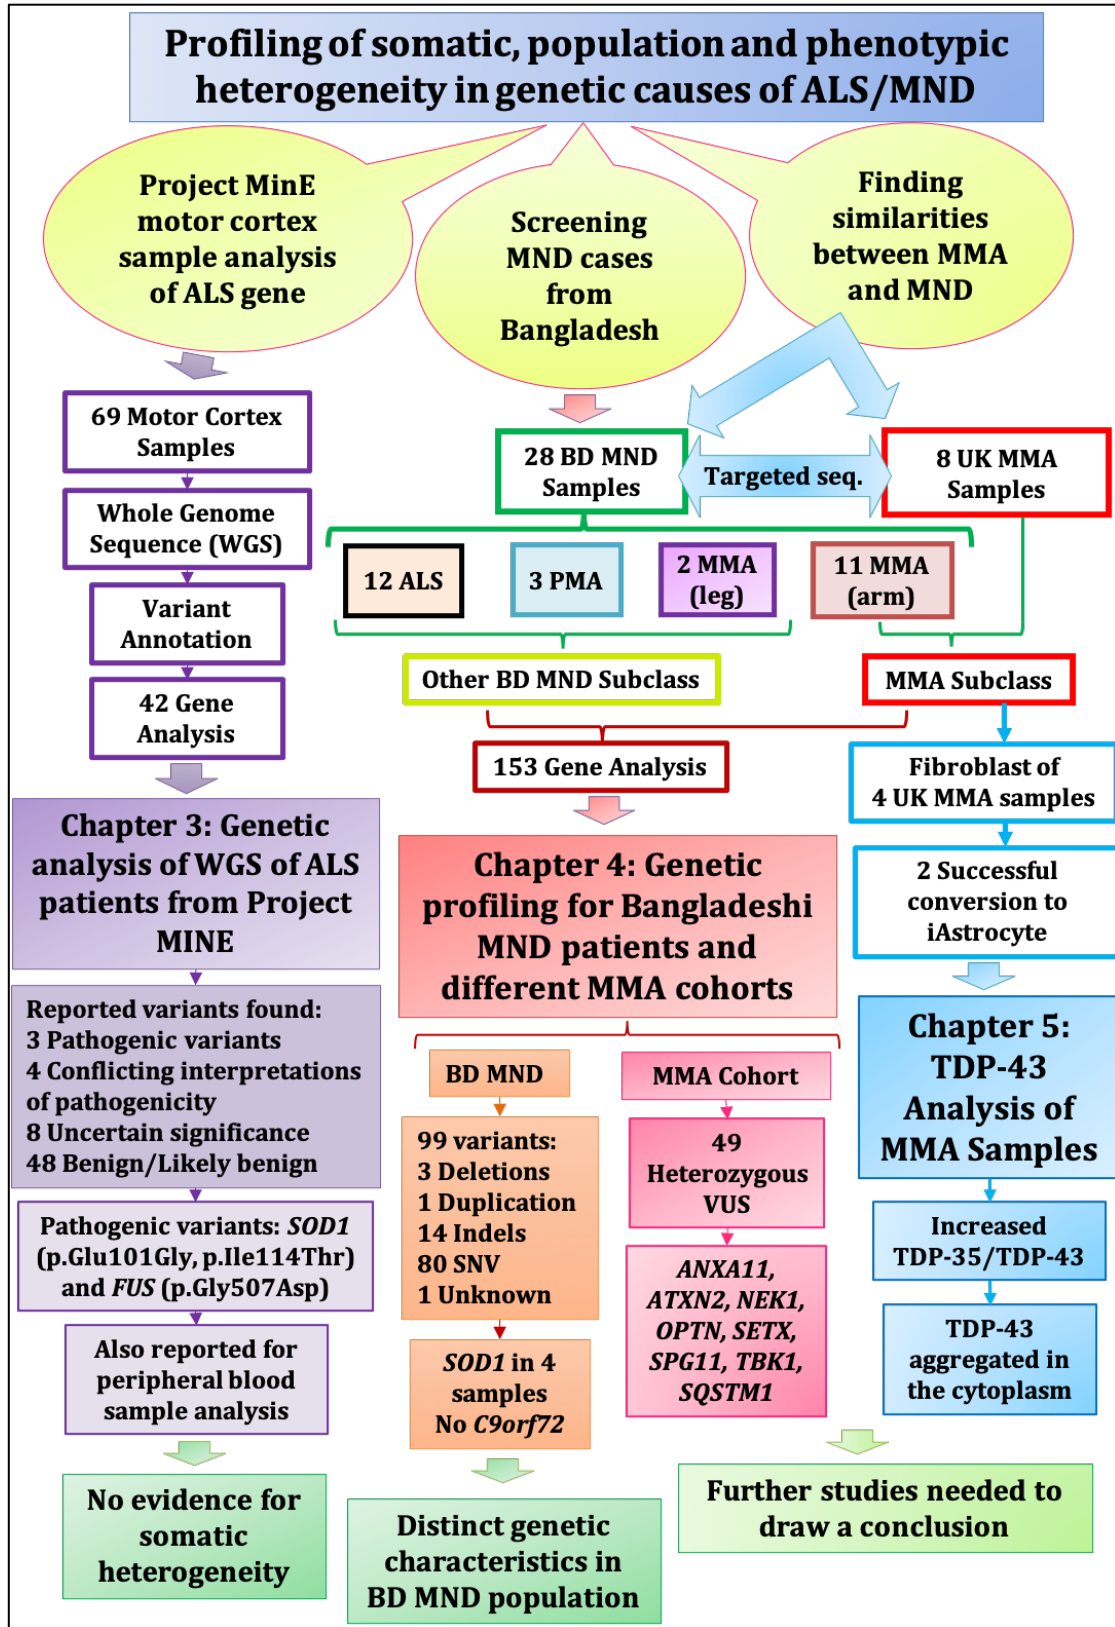 Profiling of somatic, population and phenotypic
heterogeneity in genetic causes of ALS/MND
Project MinE
motor cortex
sample analysis
of ALS gene
Screening
MND cases
from
Bangladesh
Finding
similarities
between MMA
and MND
69 Motor Cortex
Samples
Whole Genome
Sequence (WGS)
Variant
Annotation
42 Gene
Analysis
28 BD MND
Samples
Targeted seq.
8 UK MMA
Samples
12 ALS
3 PMA
2 MMA
(leg)
11 MMA
(arm)
Other BD MND Subclass
MMA Subclass
153 Gene Analysis
Fibroblast of
4 UK MMA samples
2 Successful
conversion to
iAstrocyte
Chapter 3: Genetic
analysis of WGS of ALS
patients from Project
MINE
Reported variants found:
3 Pathogenic variants
4 Conflicting interpretations
of pathogenicity
8 Uncertain significance
48 Benign/Likely benign
Pathogenic variants: SOD1
(p.Glu101Gly, p.Ile114Thr)
and FUS (p.Gly507Asp)
Also reported for
peripheral blood
sample analysis
No evidence for
somatic
heterogeneity
Chapter 4: Genetic
profiling for Bangladeshi
MND patients and
different MMA cohorts
BD MND
99 variants:
3 Deletions
1 Duplication
14 Indels
80 SNV
1 Unknown
SOD1 in 4
samples
No C9orf72
Distinct genetic
characteristics in
BD MND population
MMA Cohort
49
Heterozygous
VUS
ANXA11,
ATXN2, NEK1,
OPTN, SETX,
SPG11, TBK1,
SQSTM1
Chapter 5:
TDP-43
Analysis of
MMA Samples
Increased
TDP-35/TDP-43
TDP-43
aggregated in
the cytoplasm
Further studies needed to
draw a conclusion